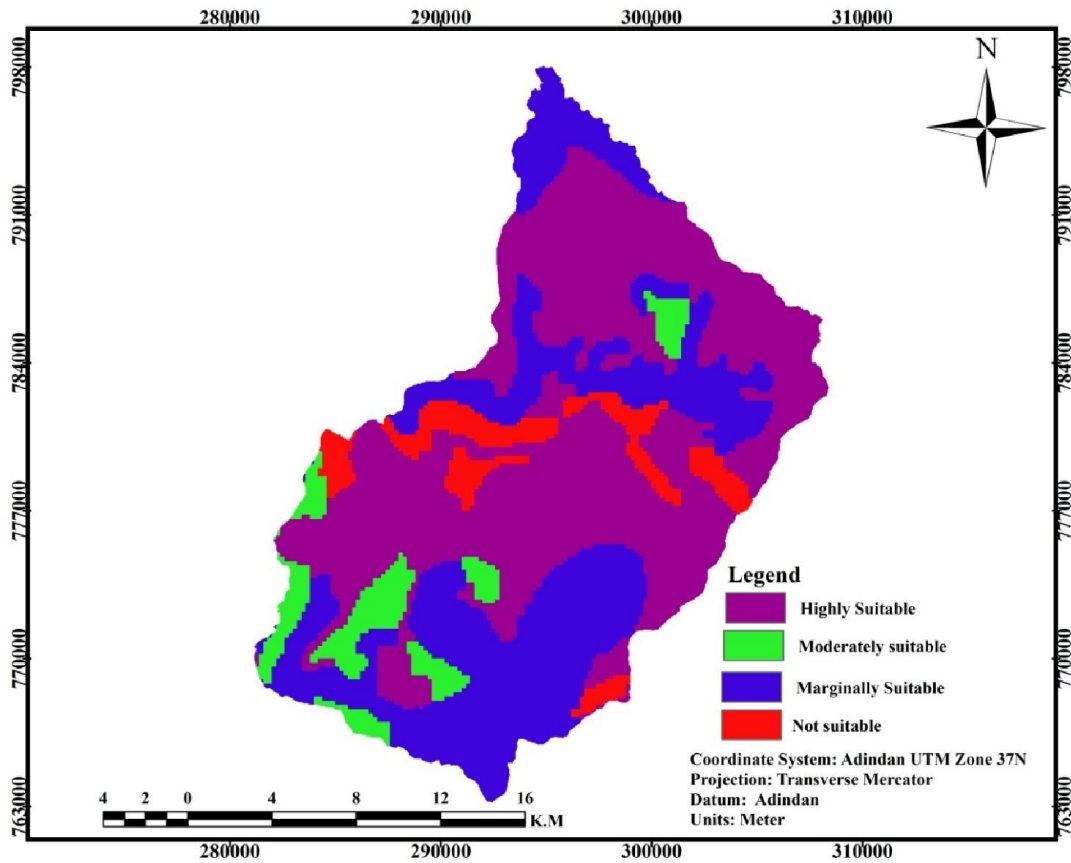 280000 290000 300000 310000
N
798000 798000
791000 791000
784000 784000
777000 777000
770000 770000
763000 763000
Legend
Highly Suitable
Moderately suitable
Marginally Suitable
Not suitable
Coordinate System: Adindan UTM Zone 37N
Projection: Transverse Mercator
Datum: Adindan
Units: Meter
4 2 0 4 8 12 16
K.M
280000 290000 300000 310000